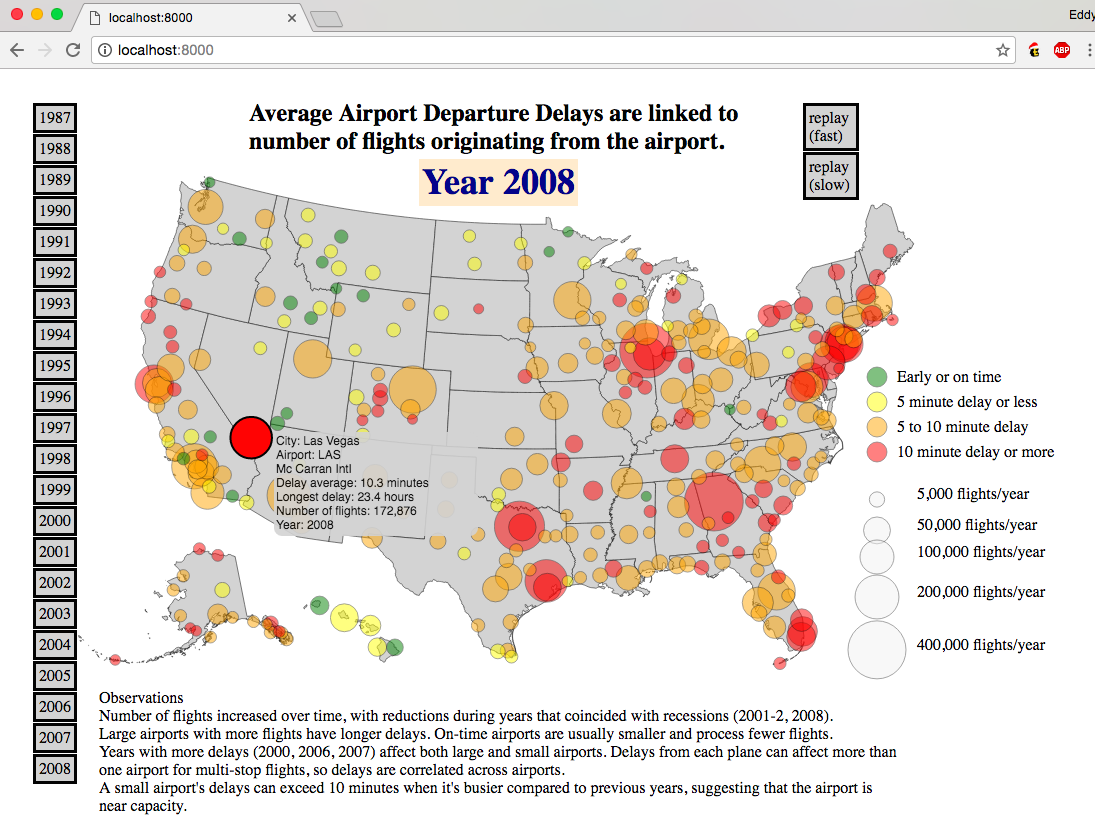 localhost:8000
Eddy
localhost:8000
ABP
Average Airport Departure Delays are linked to
number of flights originating from the airport.
Year 2008
replay
(fast)
replay
(slow)
1987
1988
1989
1990
1991
1992
1993
1994
1995
1996
1997
1998
1999
2000
2001
2002
2003
2004
2005
2006
2007
2008
City: Las Vegas
Airport: LAS
Mc Carran Intl
Delay average: 10.3 minutes
Longest delay: 23.4 hours
Number of flights: 172,876
Year: 2008
Early or on time
5 minute delay or less
5 to 10 minute delay
10 minute delay or more
5,000 flights/year
50,000 flights/year
100,000 flights/year
200,000 flights/year
400,000 flights/year
Observations
Number of flights increased over time, with reductions during years that coincided with recessions (2001-2, 2008).
Large airports with more flights have longer delays. On-time airports are usually smaller and process fewer flights.
Years with more delays (2000, 2006, 2007) affect both large and small airports. Delays from each plane can affect more than
one airport for multi-stop flights, so delays are correlated across airports.
A small airport's delays can exceed 10 minutes when it's busier compared to previous years, suggesting that the airport is
near capacity.